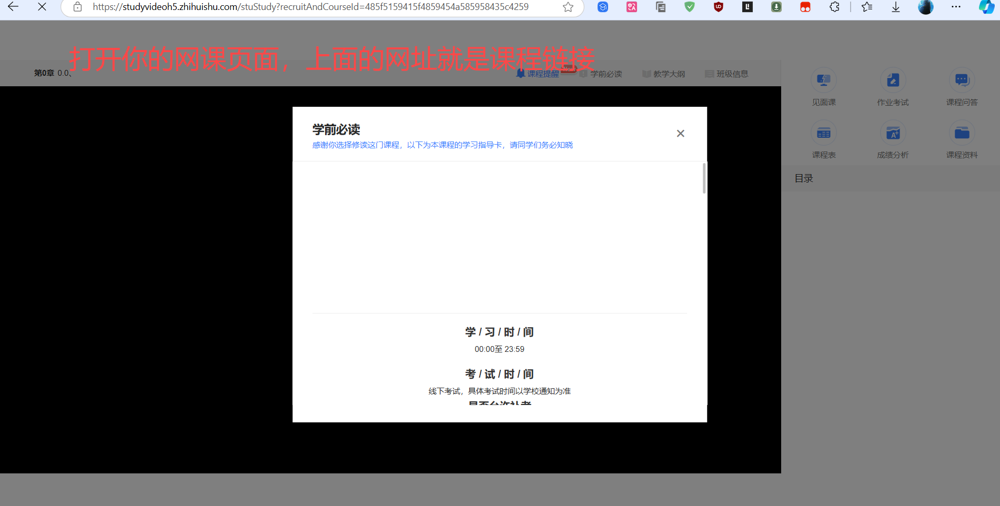 https://studyvideoh5.zhihuishu.com/stuStudy?recruitAndCourseId=485f5159415f4859454a585958435c4259
打开你的网课页面，上面的网址就是课程链接
第0章 0.0、
课程提醒
学前必读
教学大纲
班级信息
见面课
作业考试
课程问答
课程表
成绩分析
课程资料
目录
学前必读
感谢你选择修读这门课程，以下为本课程的学习指导卡，请同学们务必知晓
学 / 习 / 时 / 间
00:00至 23:59
考 / 试 / 时 / 间
线下考试，具体考试时间以学校通知为准
是否允许补考